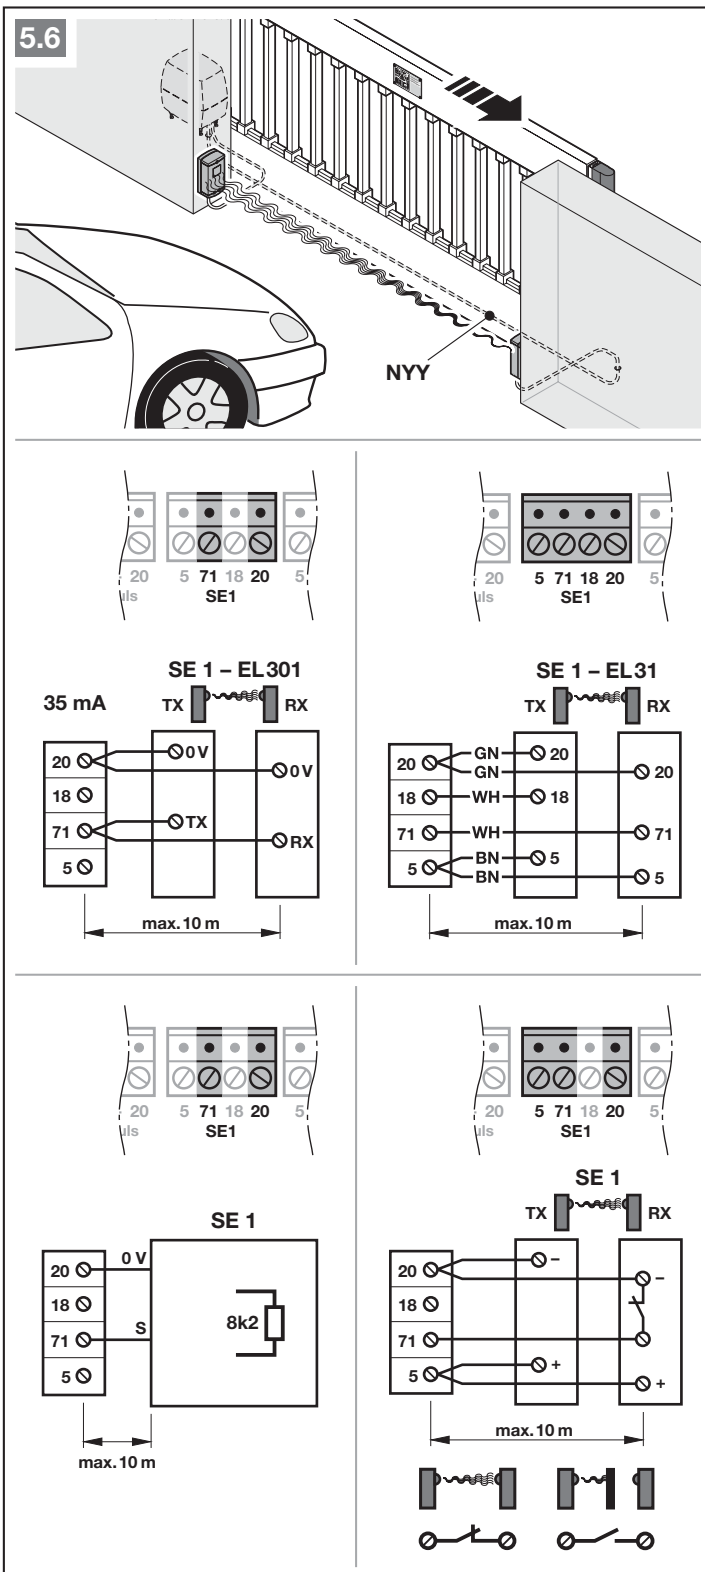 5.6
NYY
20 5 71 18 20 5
uls SE1
SE 1 – EL301
35 mA
TX RX
20 0 V
0 V
18
71 TX
RX
5
max. 10 m
20 5 71 18 20 5
uls SE1
SE 1 – EL31
TX RX
20 GN 20
GN 20
18 WH 18
71 WH 71
5 BN 5
BN 5
max. 10 m
20 5 71 18 20 5
uls SE1
SE 1
20 0 V
18
8k2
71 S
5
max. 10 m
20 5 71 18 20 5
uls SE1
SE 1
TX RX
20 –
–
18
71
5 +
+
max. 10 m